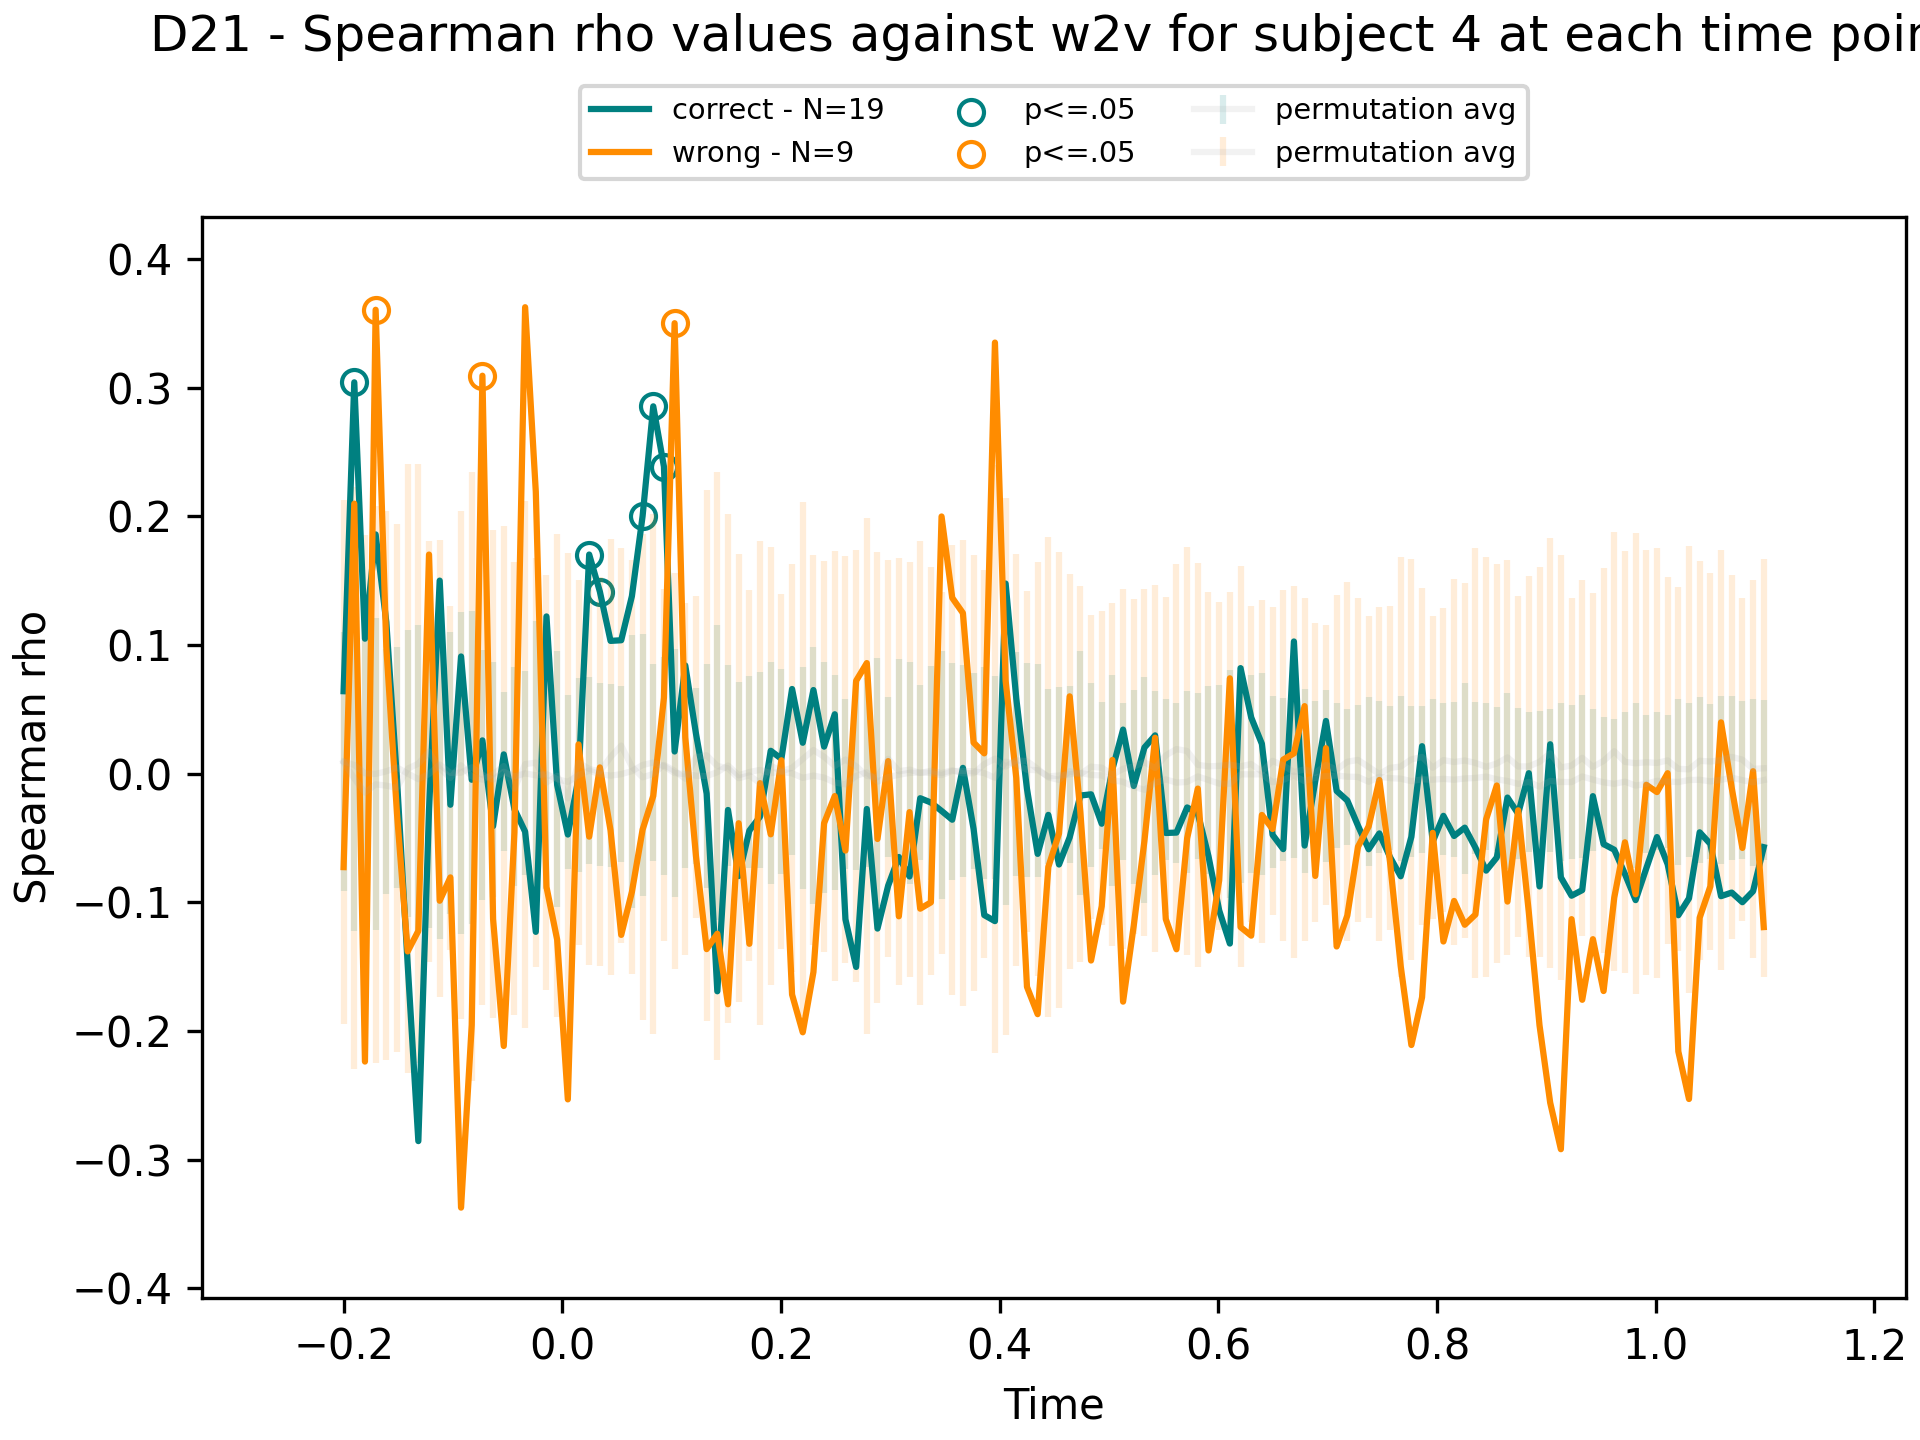 D21 - Spearman rho values against w2v for subject 4 at each time poin
correct - N=19
wrong - N=9
p<=.05
p<=.05
permutation avg
permutation avg
Spearman rho
0.4
0.3
0.2
0.1
0.0
−0.1
−0.2
−0.3
−0.4
−0.2 0.0 0.2 0.4 0.6 0.8 1.0 1.2
Time